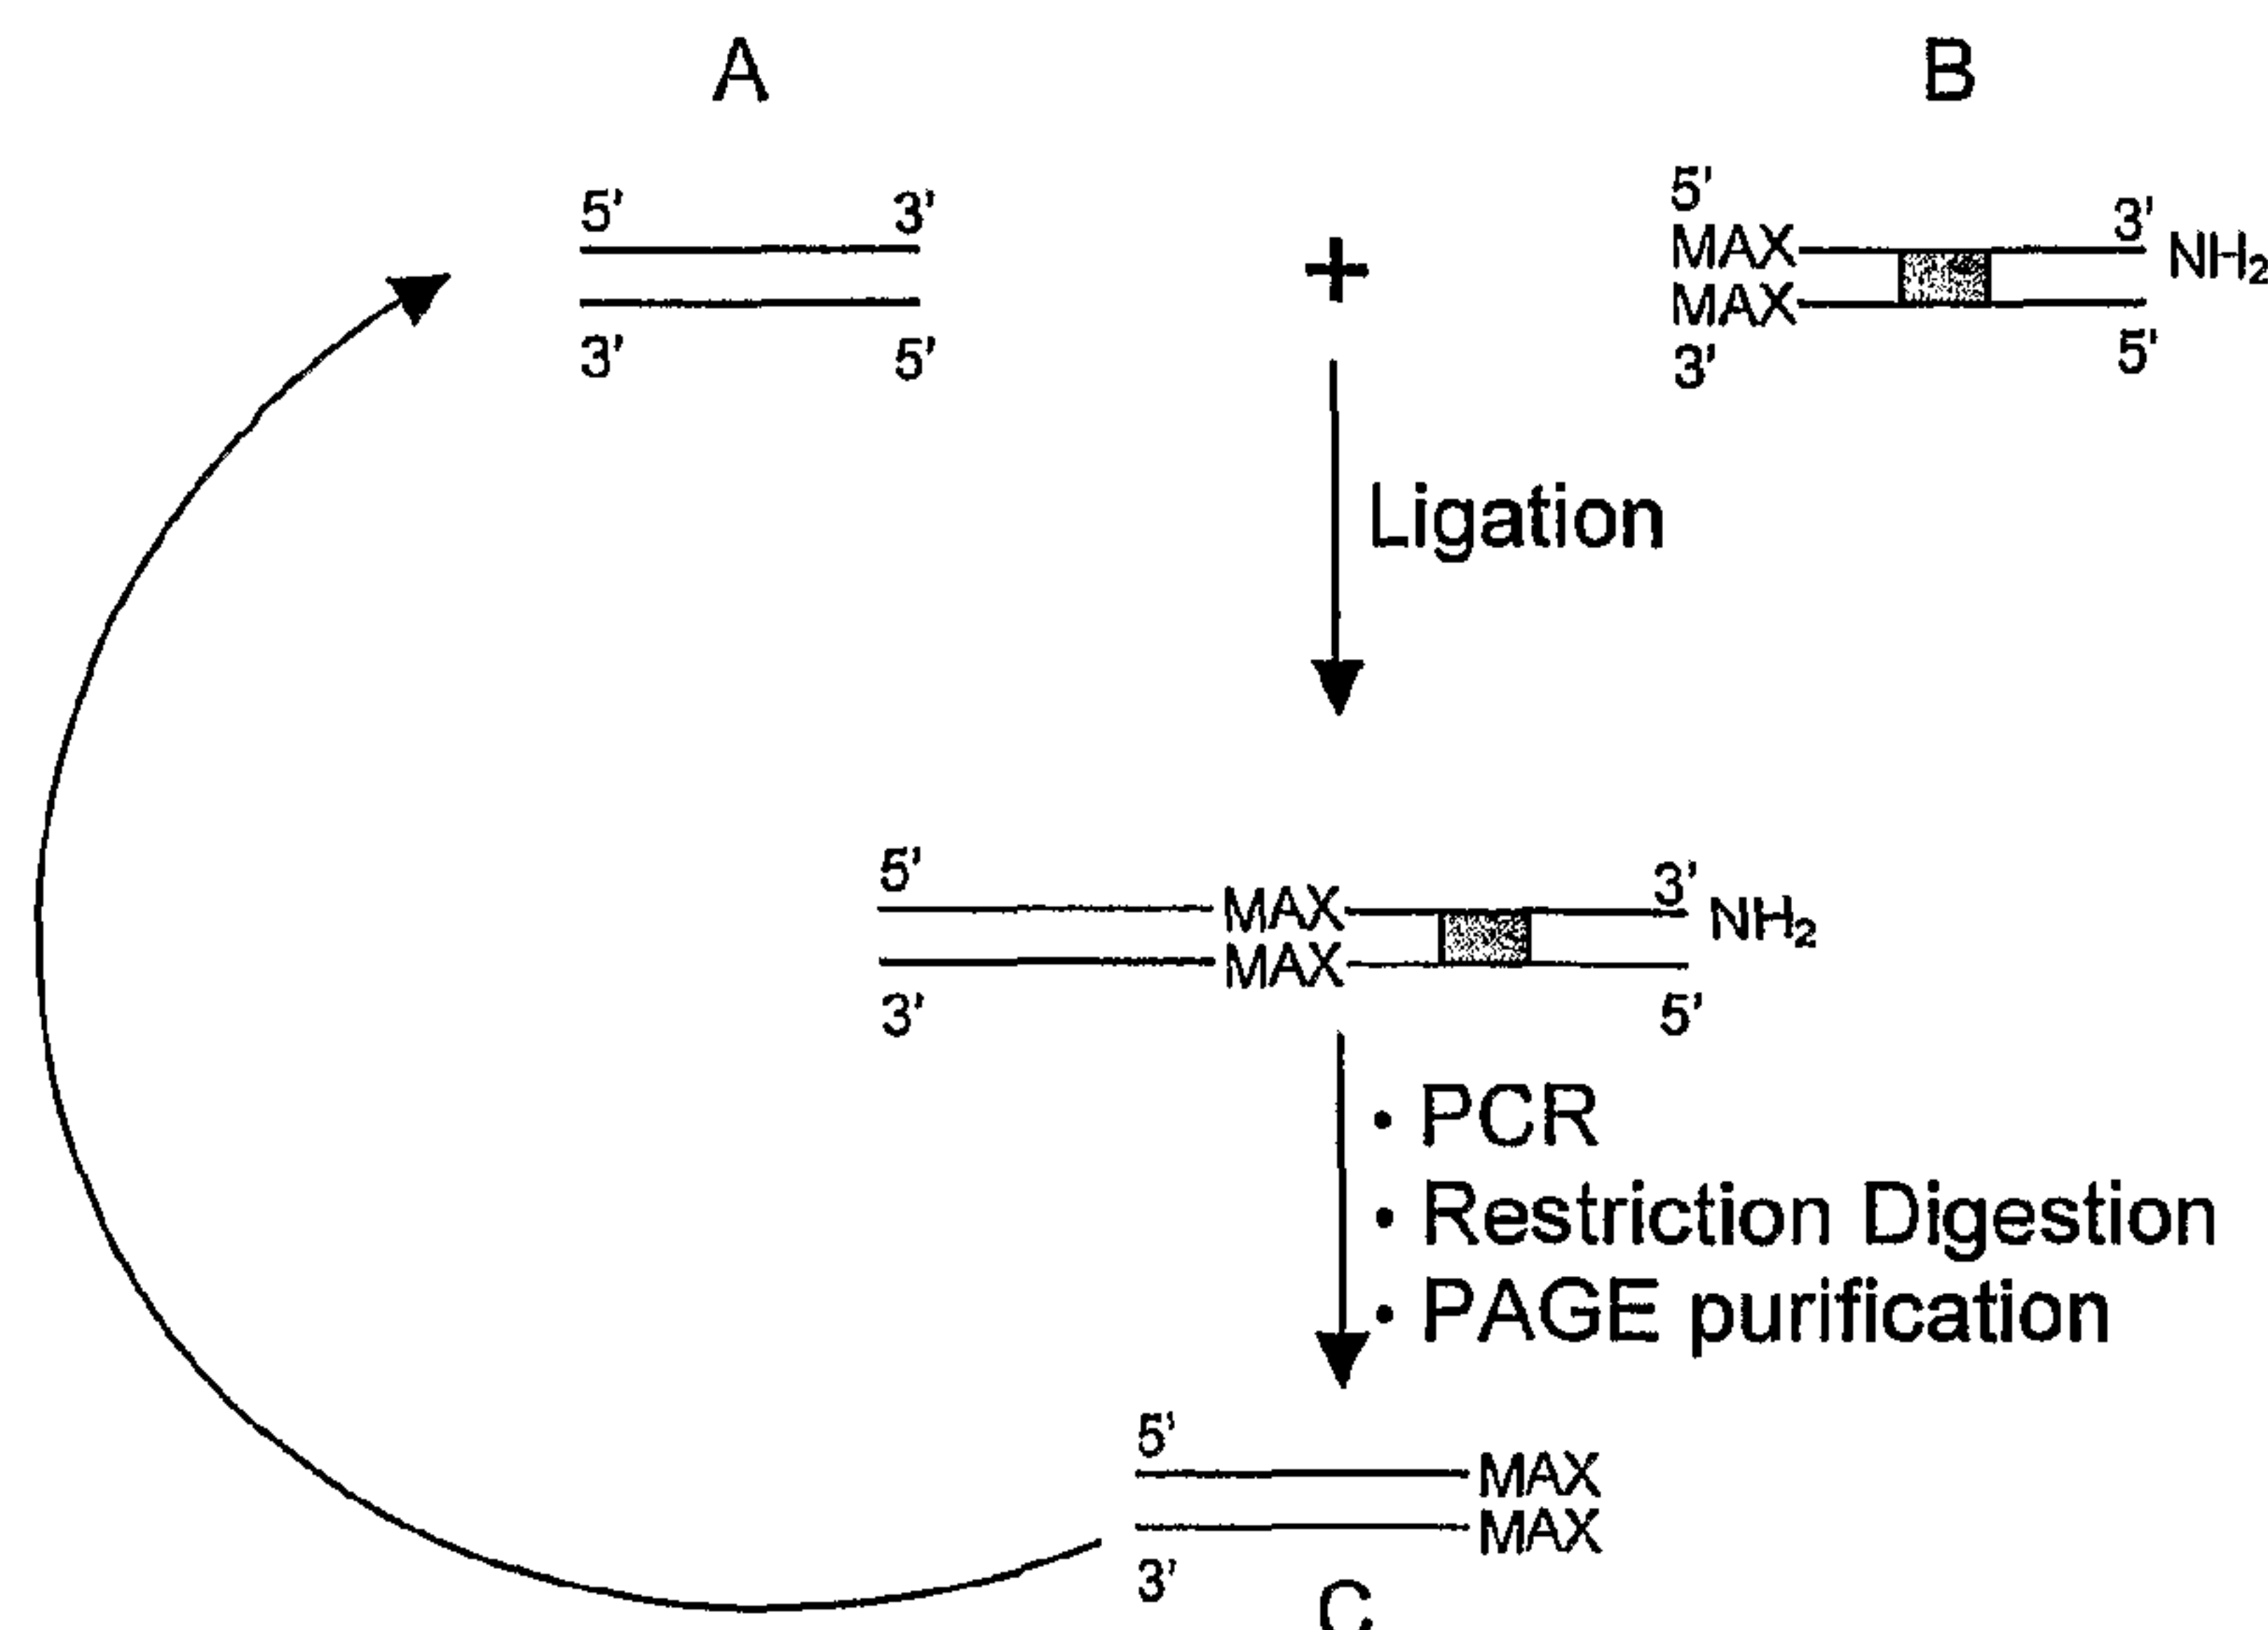 A
B
5' 3'
3' 5'
+
5'
MAX 3' NH₂
MAX
3' 5'
Ligation
5' MAX 3' NH₂
MAX
3' 5'
• PCR
• Restriction Digestion
• PAGE purification
5'
MAX
MAX
3'
C